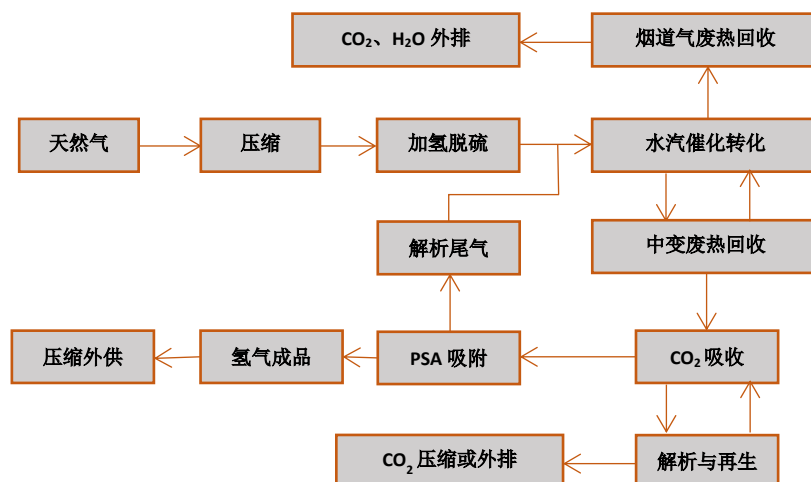 CO₂、H₂O 外排
烟道气废热回收
天然气
压缩
加氢脱硫
水汽催化转化
解析尾气
中变废热回收
压缩外供
氢气成品
PSA 吸附
CO₂ 吸收
CO₂ 压缩或外排
解析与再生